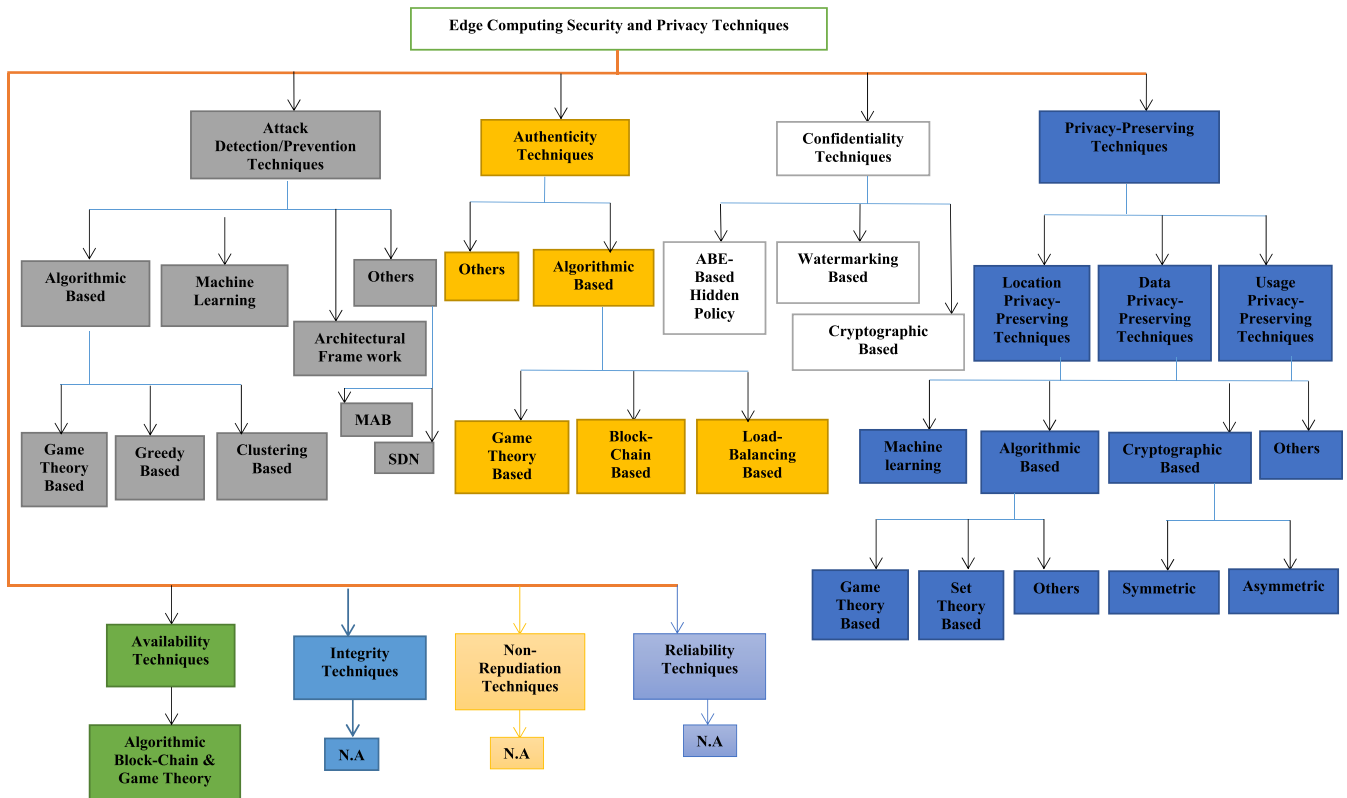 Edge Computing Security and Privacy Techniques
Attack
Detection/Prevention
Techniques
Authenticity
Techniques
Confidentiality
Techniques
Privacy-Preserving
Techniques
Algorithmic
Based
Machine
Learning
Others
Architectural
Frame work
Others
Algorithmic
Based
ABE-
Based
Hidden
Policy
Watermarking
Based
Cryptographic
Based
Location
Privacy-
Preserving
Techniques
Data
Privacy-
Preserving
Techniques
Usage
Privacy-
Preserving
Techniques
Game
Theory
Based
Greedy
Based
Clustering
Based
MAB
SDN
Game
Theory
Based
Block-
Chain
Based
Load-
Balancing
Based
Machine
learning
Algorithmic
Based
Cryptographic
Based
Others
Game
Theory
Based
Set
Theory
Based
Others
Symmetric
Asymmetric
Availability
Techniques
Integrity
Techniques
Non-
Repudiation
Techniques
Reliability
Techniques
Algorithmic
Block-Chain &
Game Theory
N.A
N.A
N.A